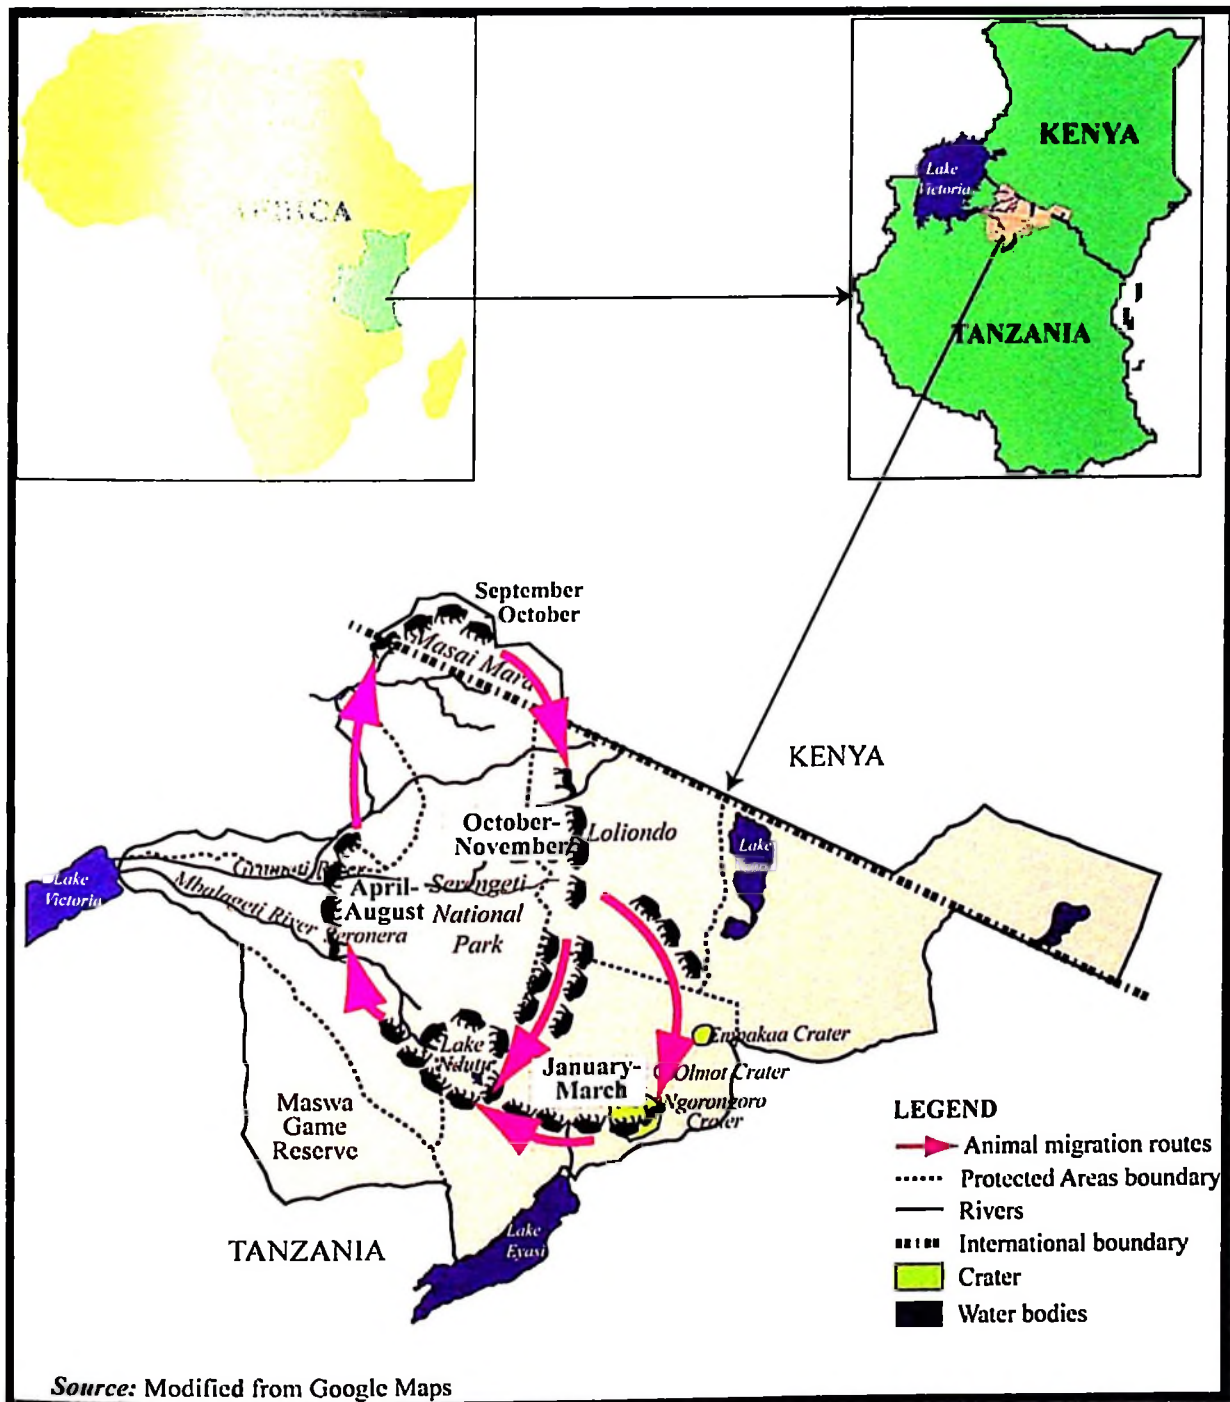 AFRICA
KENYA
Lake
Victoria
TANZANIA
September
October
Masai Mara
KENYA
October-
November
Loliondo
Lake
Lake
Victoria
Grumeti River
Mbalageti River
April-
August
Serengeti
National
Park
Seronera
Lake
Ndutu
January-
March
Empakaa Crater
Olmot Crater
Ngorongoro
Crater
Maswa
Game
Reserve
TANZANIA
Lake
Eyasi
LEGEND
Animal migration routes
Protected Areas boundary
Rivers
International boundary
Crater
Water bodies
Source: Modified from Google Maps